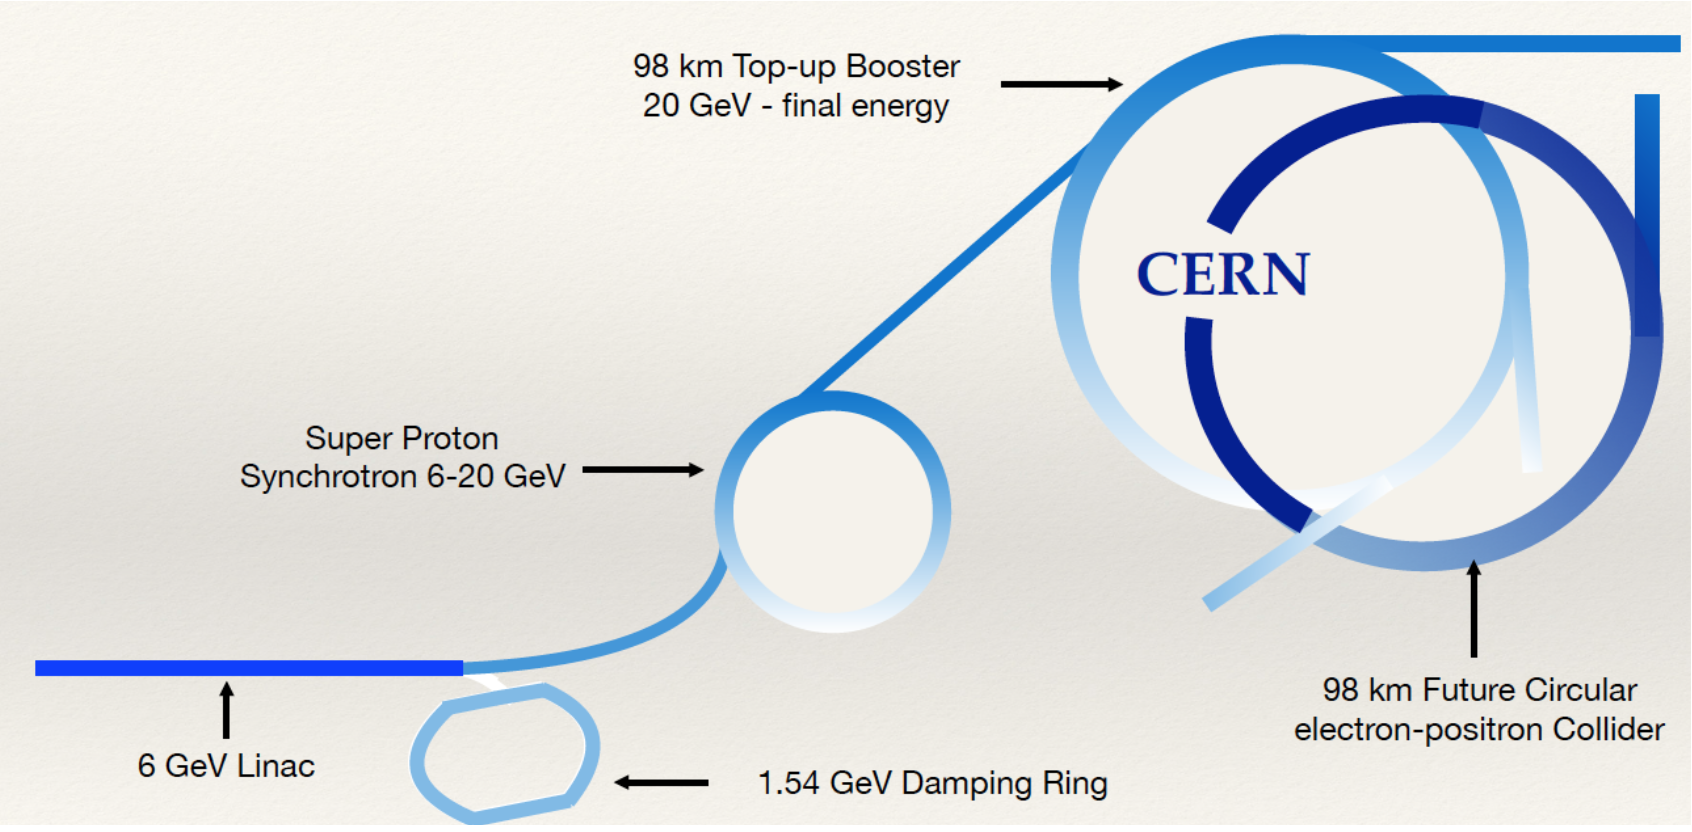 98 km Top-up Booster
20 GeV - final energy
CERN
Super Proton
Synchrotron 6-20 GeV
98 km Future Circular
electron-positron Collider
6 GeV Linac
1.54 GeV Damping Ring